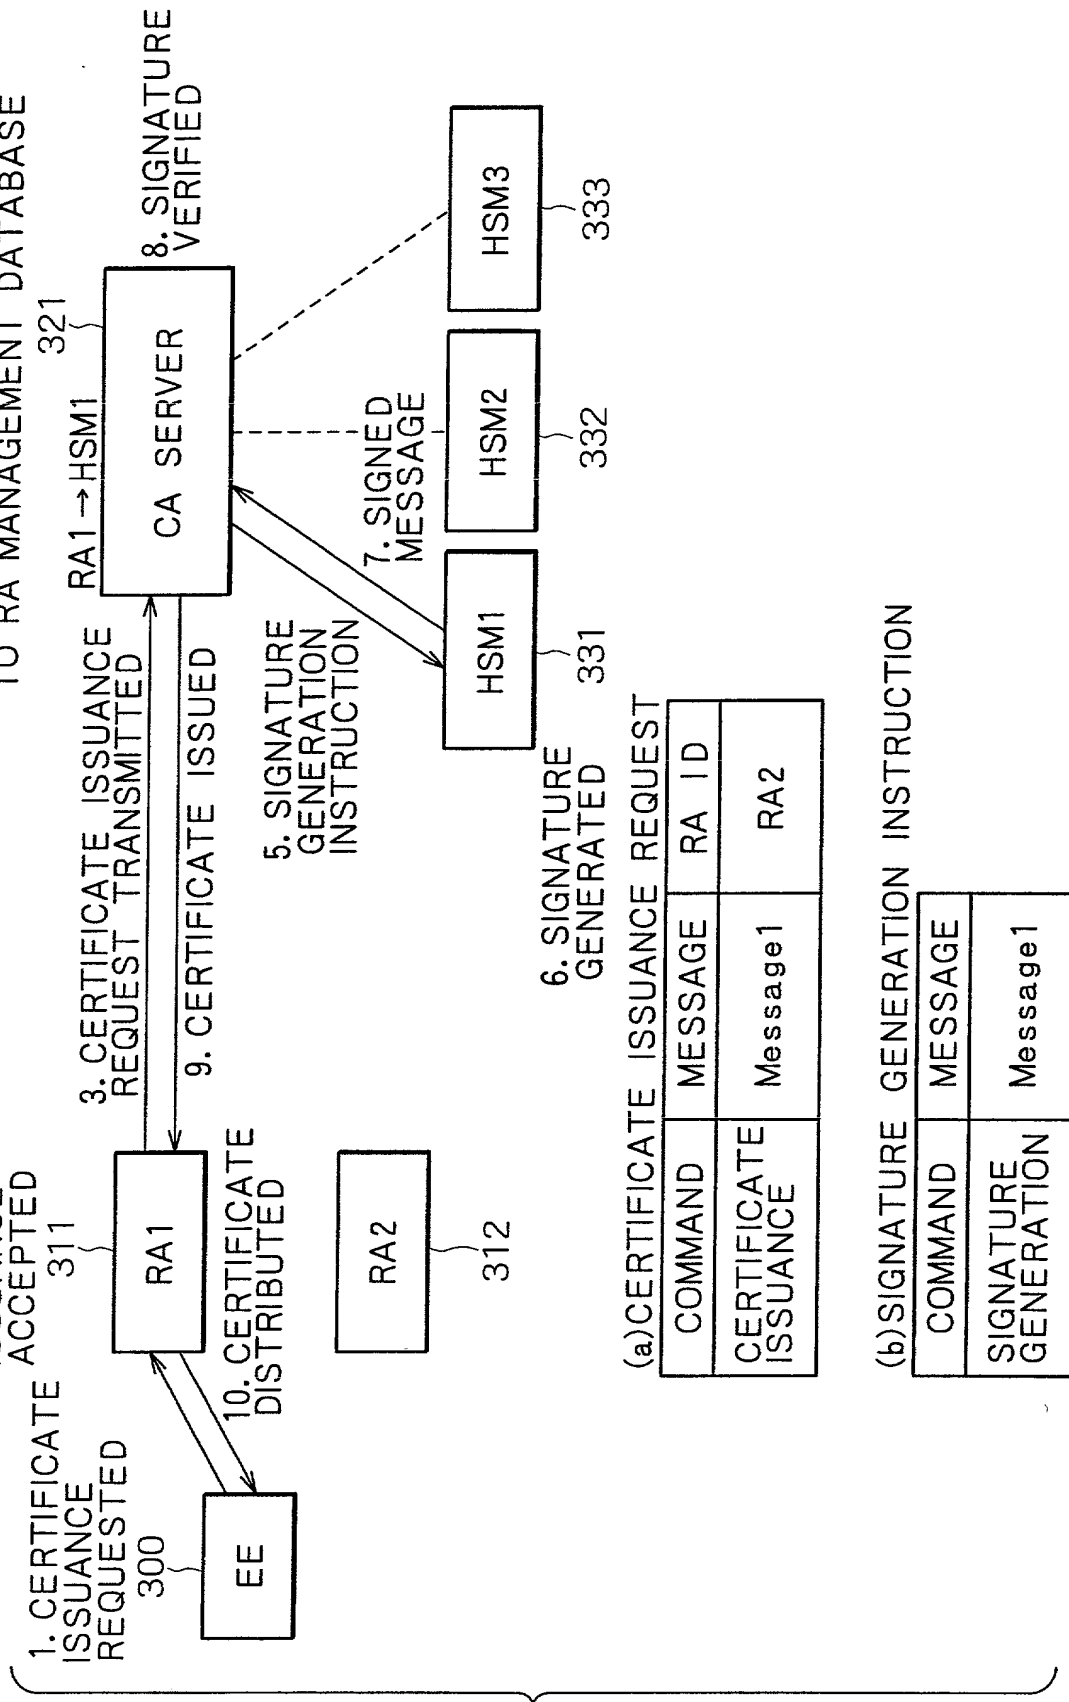 TO RA MANAGEMENT DATABASE
ACCEPTED
1. CERTIFICATE
ISSUANCE
REQUESTED
300
EE
311
RA1
10. CERTIFICATE
DISTRIBUTED
RA2
312
3. CERTIFICATE ISSUANCE
REQUEST TRANSMITTED
9. CERTIFICATE ISSUED
RA1→HSM1
321
CA SERVER
8. SIGNATURE
VERIFIED
5. SIGNATURE
GENERATION
INSTRUCTION
7. SIGNED
MESSAGE
HSM1
331
HSM2
332
HSM3
333
6. SIGNATURE
GENERATED
(a)CERTIFICATE ISSUANCE REQUEST
COMMAND MESSAGE RA ID
CERTIFICATE
ISSUANCE
Message1
RA2
(b)SIGNATURE GENERATION INSTRUCTION
COMMAND MESSAGE
SIGNATURE
GENERATION
Message1